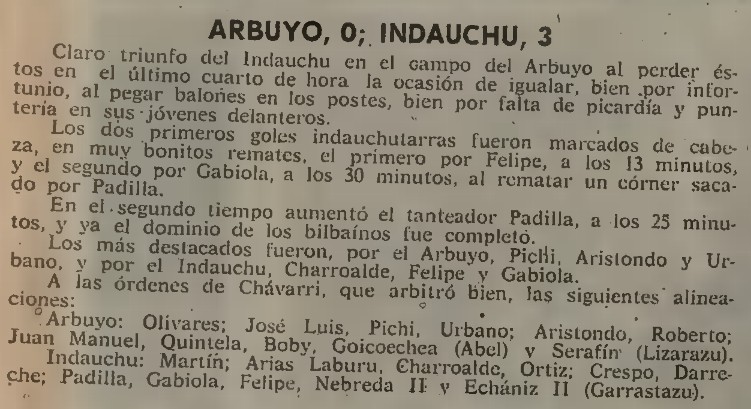 ARBUYO, 0; INDAUCHU, 3
Claro triunfo del Indauchu en el campo del Arbuyo al perder és-
tos en el último cuarto de hora la ocasión de igualar, bien por infor-
tunio, al pegar balones en los postes, bien por falta de picardía y pun-
tería en sus jóvenes delanteros.
Los dos primeros goles indauchutarras fueron marcados de cabe-
za, en muy bonitos remates, el primero por Felipe, a los 13 minutos,
y el segundo por Gabiola, a los 30 minutos, al rematar un córner saca-
do por Padilla.
En el segundo tiempo aumentó el tanteador Padilla, a los 25 minu-
tos, y ya el dominio de los bilbaínos fue completo.
Los más destacados fueron, por el Arbuyo, Pichi, Aristondo y Ur-
bano, y por el Indauchu, Charroalde, Felipe y Gabiola.
A las órdenes de Chávarri, que arbitró bien, las siguientes alinea-
ciones:
Arbuyo: Olivares; José Luis, Pichi, Urbano; Aristondo, Roberto;
Juan Manuel, Quintela, Boby, Goicoechea (Abel) y Serafín (Lizarazu).
Indauchu: Martín; Arias Laburu, Charroalde, Ortiz; Crespo, Darre-
che; Padilla, Gabiola, Felipe, Nebreda II y Echániz II (Garrastazu).